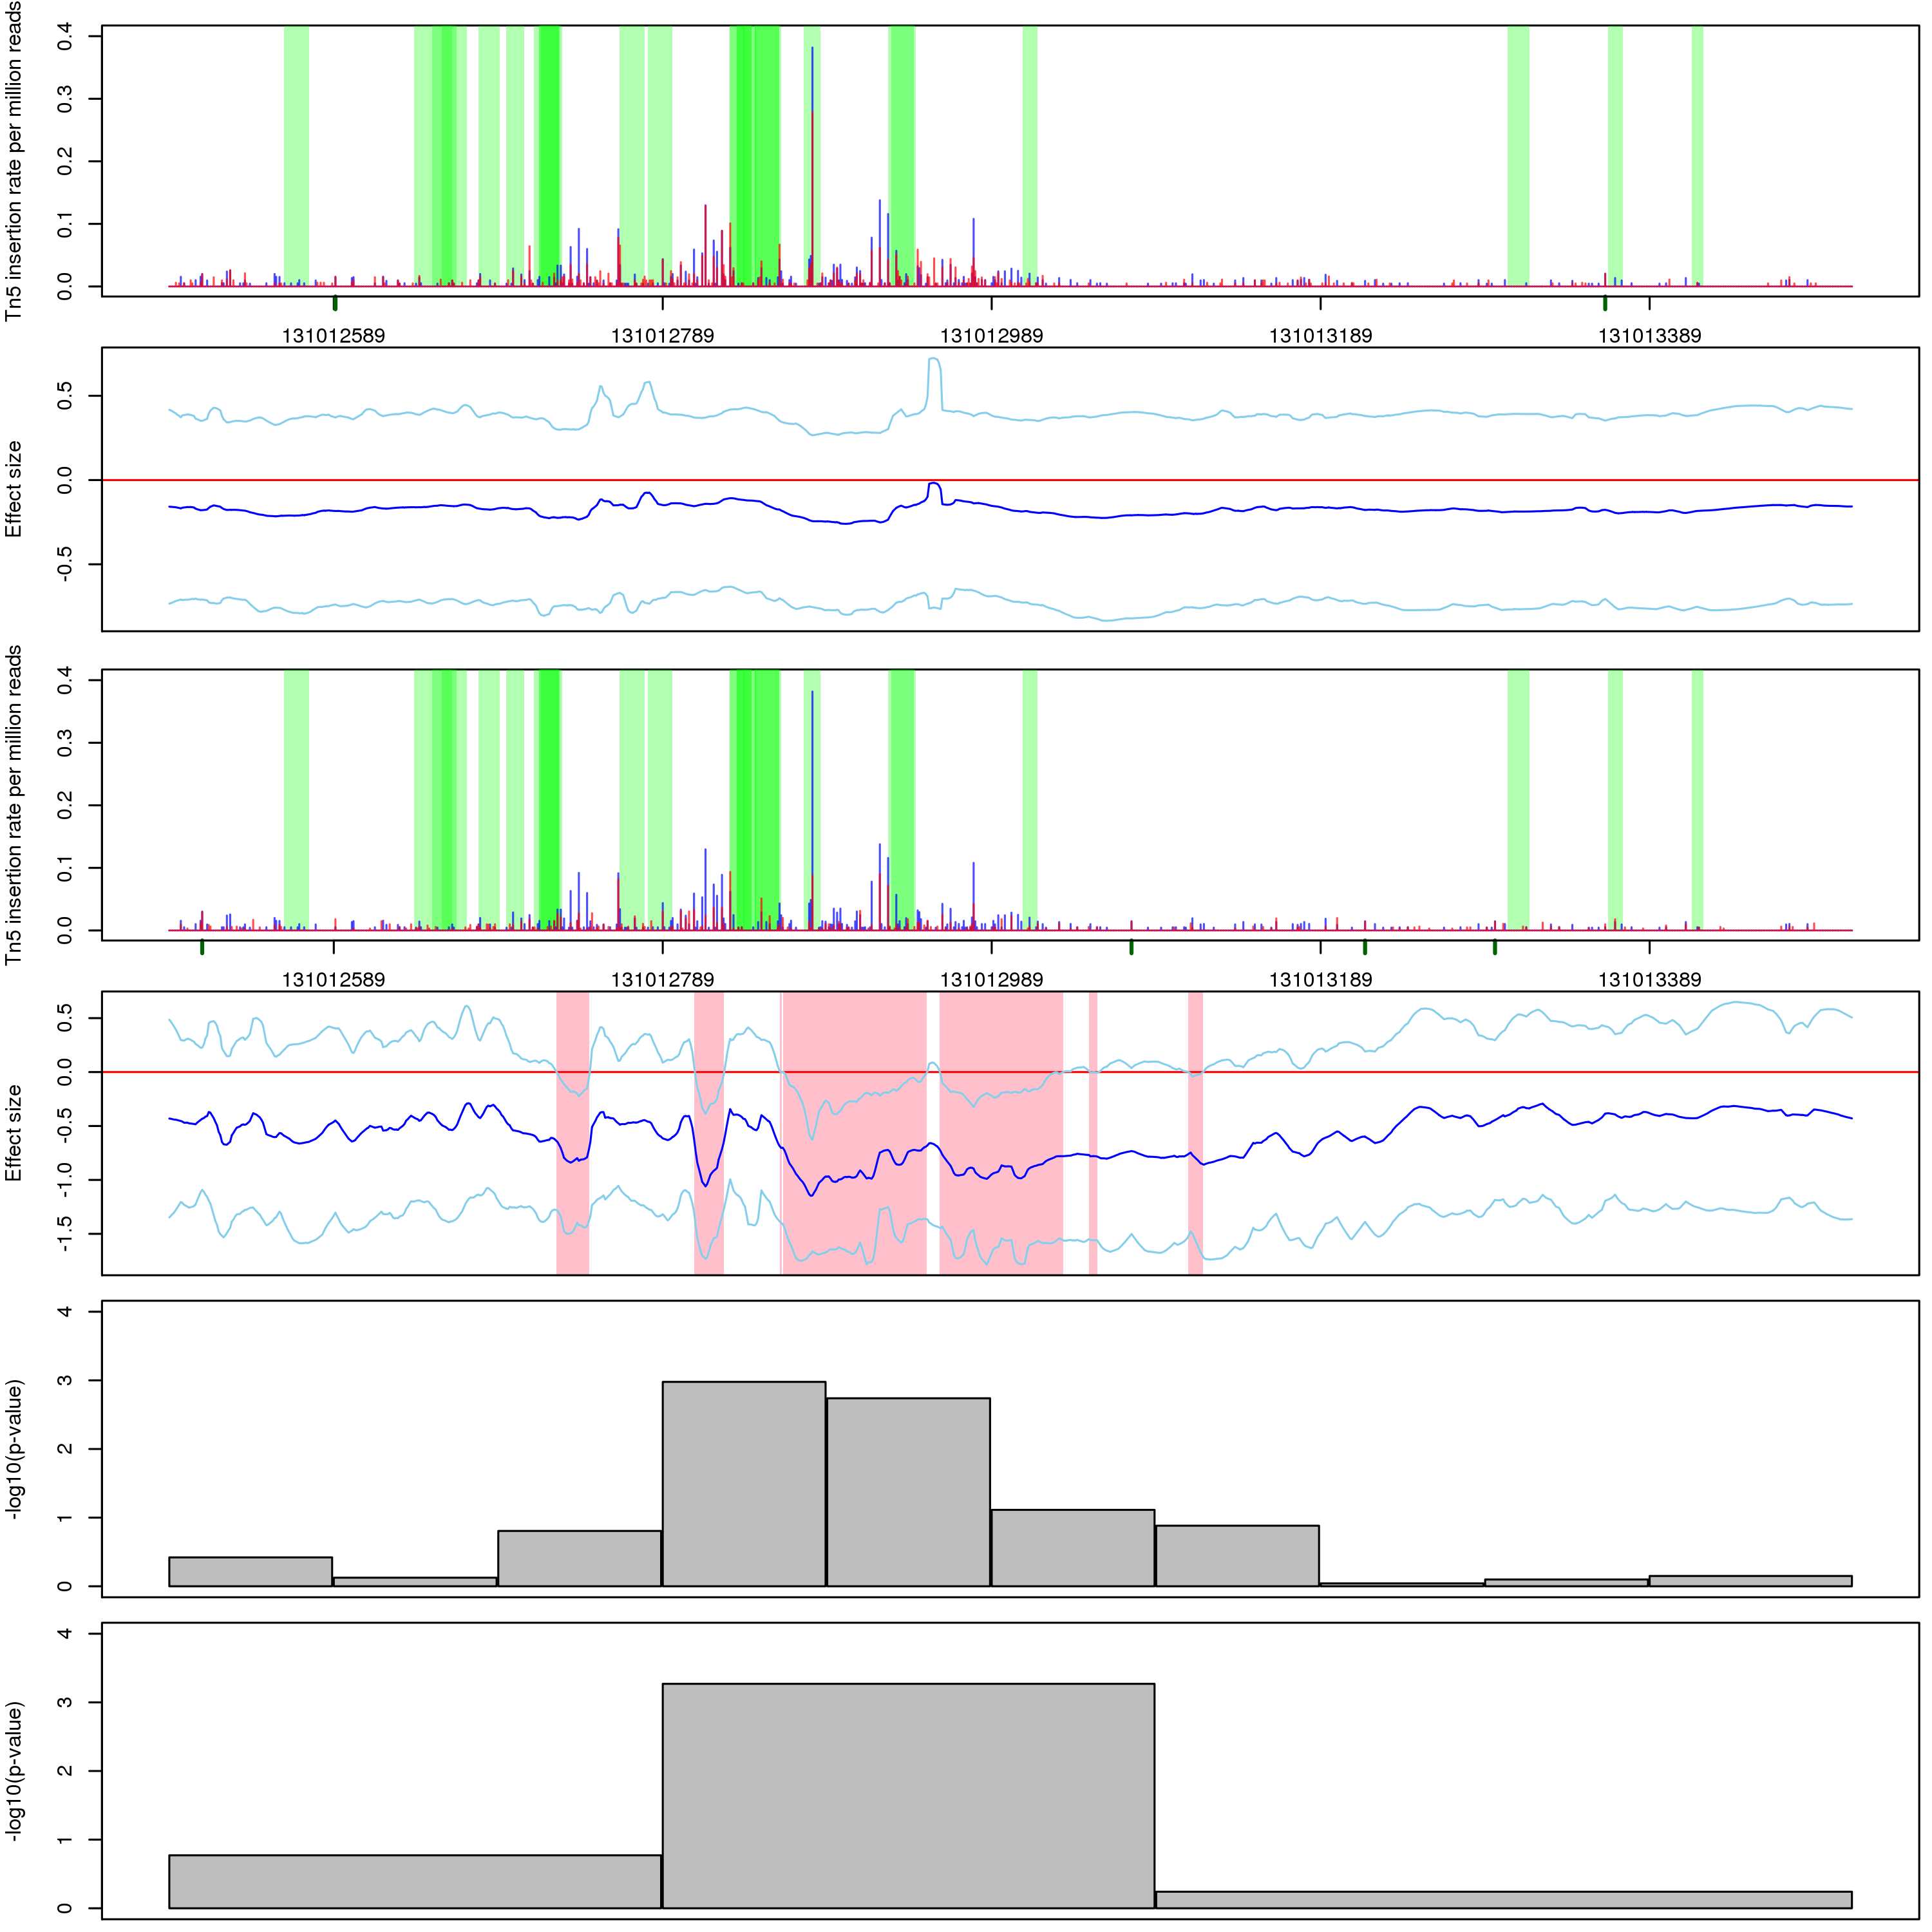 Tn5 insertion rate per million reads
0.0 0.1 0.2 0.3 0.4
131012589 131012789 131012989 131013189 131013389
Effect size
-0.5 0.0 0.5
Tn5 insertion rate per million reads
0.0 0.1 0.2 0.3 0.4
131012589 131012789 131012989 131013189 131013389
Effect size
-1.5 -1.0 -0.5 0.0 0.5
-log10(p-value)
0 1 2 3 4
-log10(p-value)
0 1 2 3 4